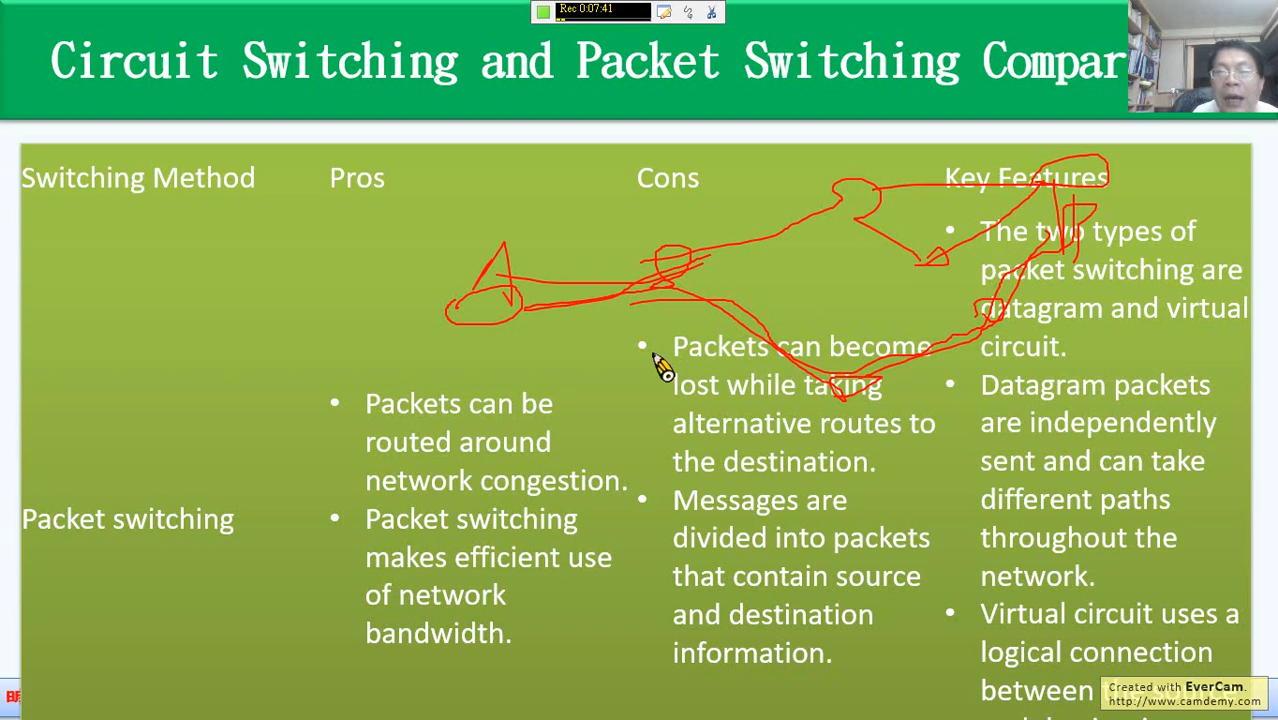 Rec 0:07:41
Circuit Switching and Packet Switching Compar
Switching Method
Pros
Cons
Key Features
Packet switching
• Packets can be
routed around
network congestion.
• Packet switching
makes efficient use
of network
bandwidth.
• Packets can become
lost while taking
alternative routes to
the destination.
• Messages are
divided into packets
that contain source
and destination
information.
• The two types of
packet switching are
datagram and virtual
circuit.
• Datagram packets
are independently
sent and can take
different paths
throughout the
network.
• Virtual circuit uses a
logical connection
between the source
A
Created with EverCam.
http://www.camdemy.com